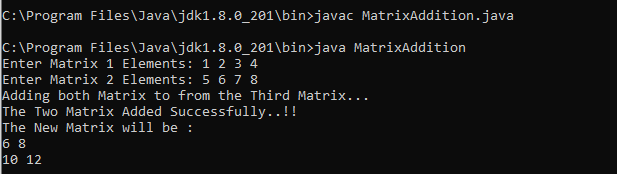 C:\Program Files\Java\jdk1.8.0_201\bin>javac MatrixAddition.java
C:\Program Files\Java\jdk1.8.0_201\bin>java MatrixAddition
Enter Matrix 1 Elements: 1 2 3 4
Enter Matrix 2 Elements: 5 6 7 8
Adding both Matrix to from the Third Matrix...
The Two Matrix Added Successfully..!!
The New Matrix will be :
6 8
10 12